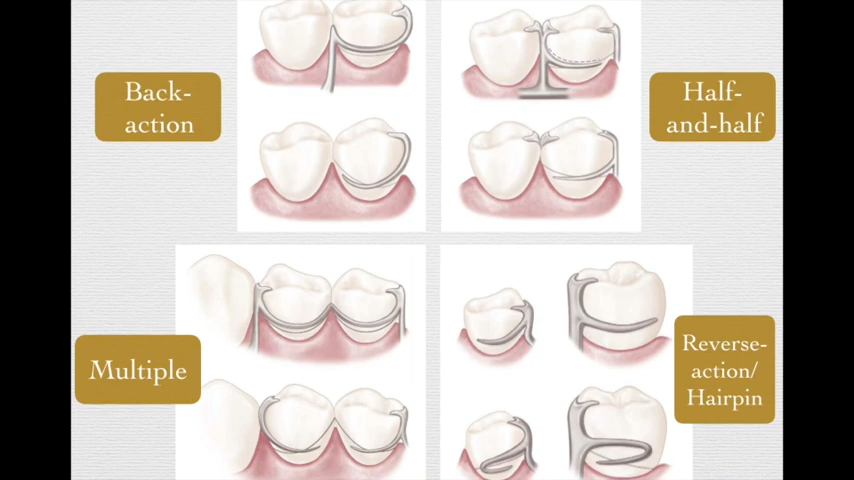 Back-
action
Half-
and-half
Multiple
Reverse-
action/
Hairpin